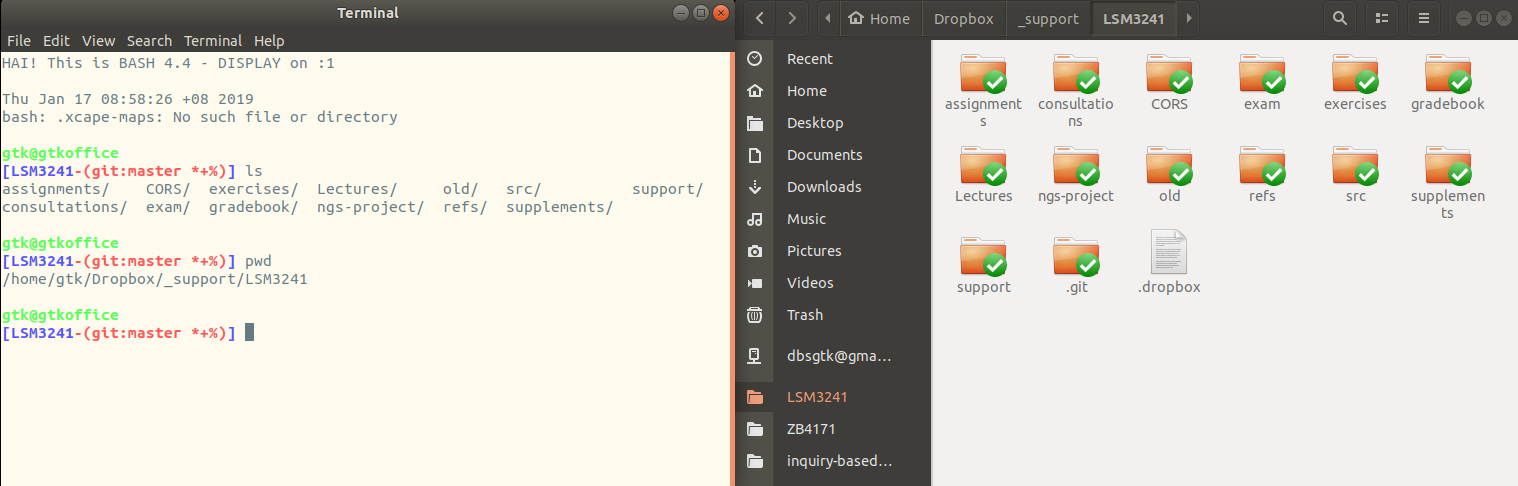 Terminal
File Edit View Search Terminal Help
HAI! This is BASH 4.4 - DISPLAY on :1
Thu Jan 17 08:58:26 +08 2019
bash: .xcape-maps: No such file or directory
gtk@gtkoffice
[LSM3241-(git:master *+%)] ls
assignments/ CORS/ exercises/ Lectures/ old/ src/ support/
consultations/ exam/ gradebook/ ngs-project/ refs/ supplements/
gtk@gtkoffice
[LSM3241-(git:master *+%)] pwd
/home/gtk/Dropbox/_support/LSM3241
gtk@gtkoffice
[LSM3241-(git:master *+%)]
Home Dropbox _support LSM3241
Recent
Home
Desktop
Documents
Downloads
Music
Pictures
Videos
Trash
dbsgtk@gma...
LSM3241
ZB4171
inquiry-based...
assignment
s
consultatio
ns
CORS
exam
exercises
gradebook
Lectures
ngs-project
old
refs
src
supplem
ents
support
.git
.dropbox